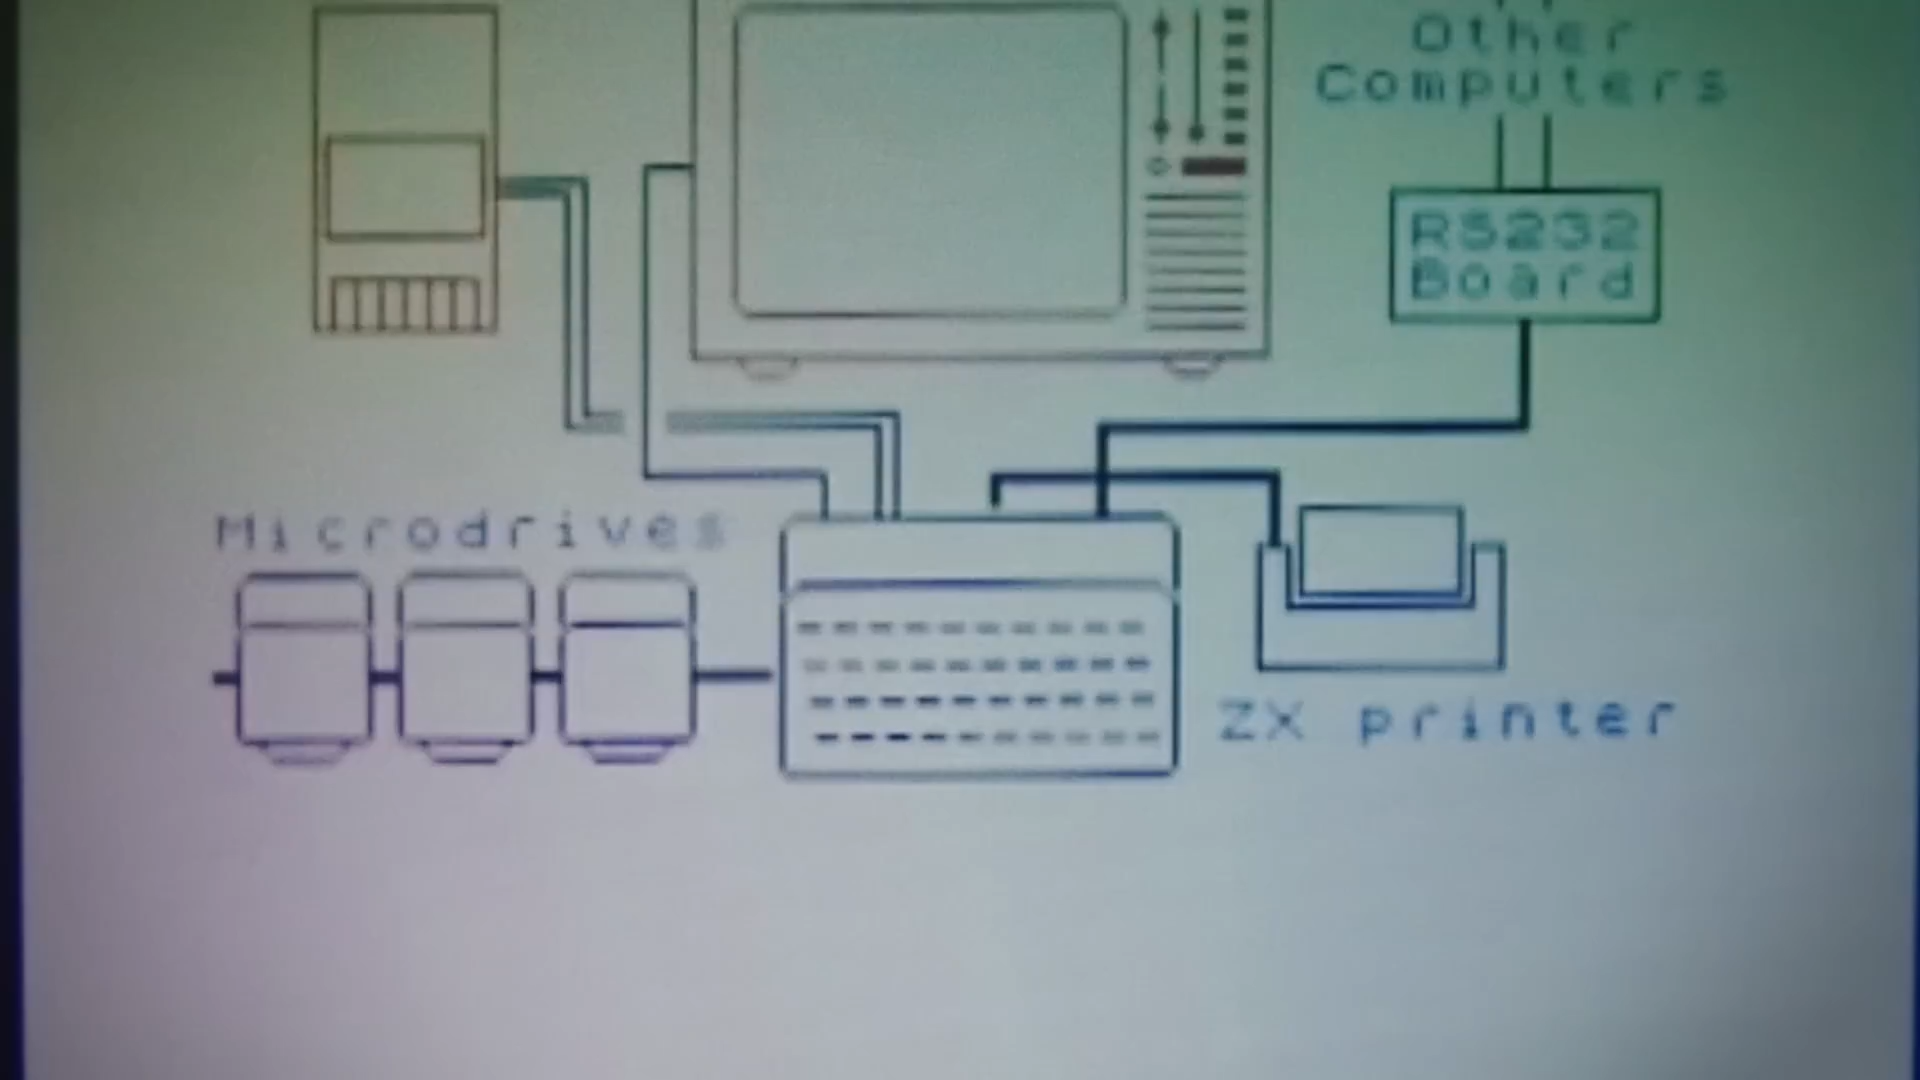 Other
Computers
RS232
Board
Microdrives
ZX printer